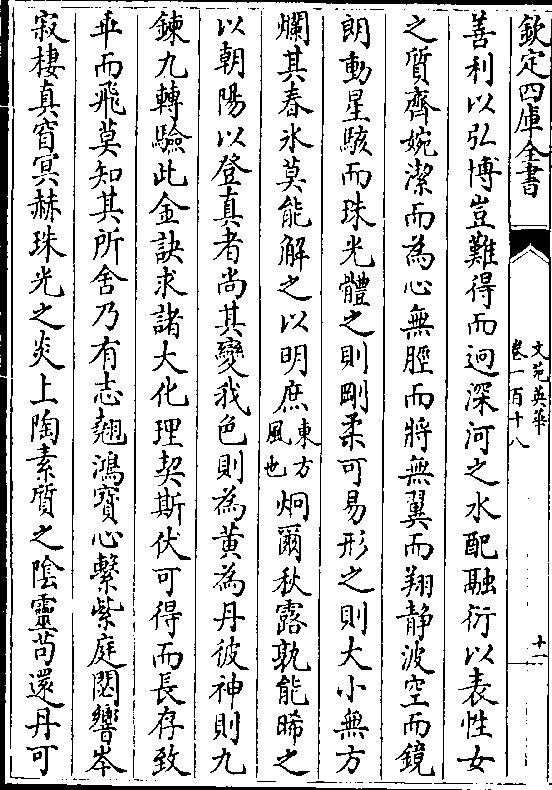 欽定四庫全書
文苑英華
卷一百十八
十一
善利以弘博豈難得而迥深河之水配融衍以表性女
之質齊婉潔而為心無脛而將無翼而翔静波空而鏡
朗動星駭而珠光體之則剛柔可易形之則大小無方
爛其春氷莫能解之以明庶東方風也炯爾秋露孰能晞之
以朝陽以登真者尚其變我色則為黄為丹彼神則九
鍊九轉驗此金訣求諸大化理契斯伏可得而長存致
𠂹而飛莫知其所舍乃有志翹鴻寳心繫紫庭閟響岑
寂棲真窅冥赫珠光之炎上陶素質之陰靈茍還丹可